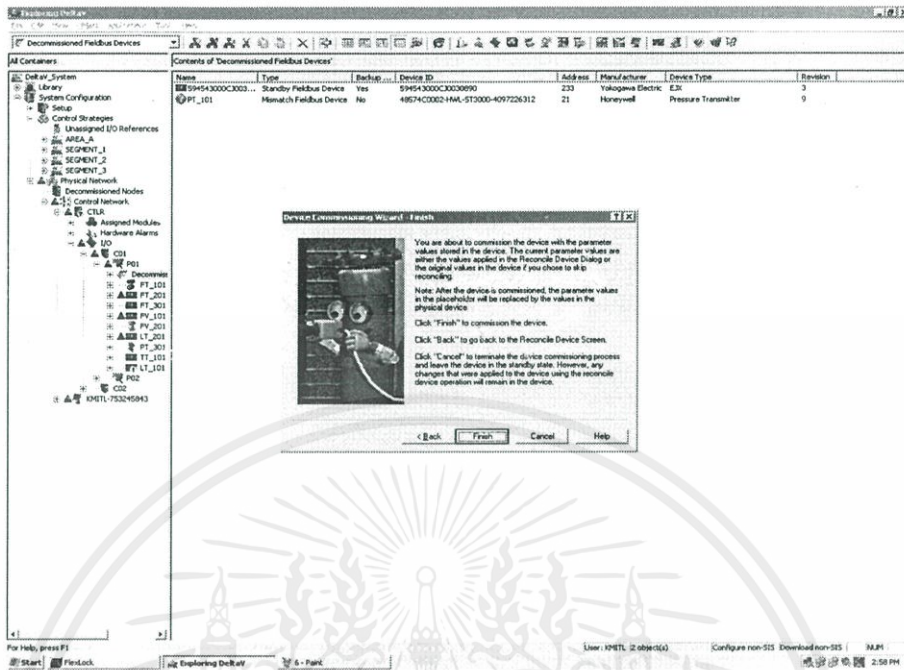 Exploring DeltaV
Decommissioned Fieldbus Devices
All Containers
Contents of 'Decommissioned Fieldbus Devices'
DeltaV_System
Library
System Configuration
Setup
Control Strategies
Unassigned I/O References
AREA_A
SEGMENT_1
SEGMENT_2
SEGMENT_3
Physical Network
Decommissioned Nodes
Control Network
CTLR
Assigned Modules
Hardware Alarms
I/O
C01
P01
Decommis
FT_201
FT_301
PV_101
PV_201
LT_201
PT_301
TT_101
LT_101
P02
C02
KMITL-753245843
Name Type Backup ... Device ID Address Manufacturer Device Type Revision
594543000CJ003... Standby Fieldbus Device Yes 594543000CJ0030890 233 Yokogawa Electric EJX 3
PT_101 Mismatch Fieldbus Device No 48574C0002-HWL-ST3000-4097226312 21 Honeywell Pressure Transmitter 9
Device Commissioning Wizard - Finish
You are about to commission the device with the parameter
values stored in the device. The current parameter values are
either the values applied in the Reconcile Device Dialog or
the original values in the device if you chose to skip
reconciling.
Note: After the device is commissioned, the parameter values
in the placeholder will be replaced by the values in the
physical device.
Click "Finish" to commission the device.
Click "Back" to go back to the Reconcile Device Screen.
Click "Cancel" to terminate the device commissioning process
and leave the device in the standby state. However, any
changes that were applied to the device using the reconcile
device operation will remain in the device.
< Back Finish Cancel Help
For Help, press F1
User: KMITL 2 object(s) Configure non-SIS Download non-SIS NUM
Start FlexLock Exploring DeltaV 6 - Paint 2:58 PM